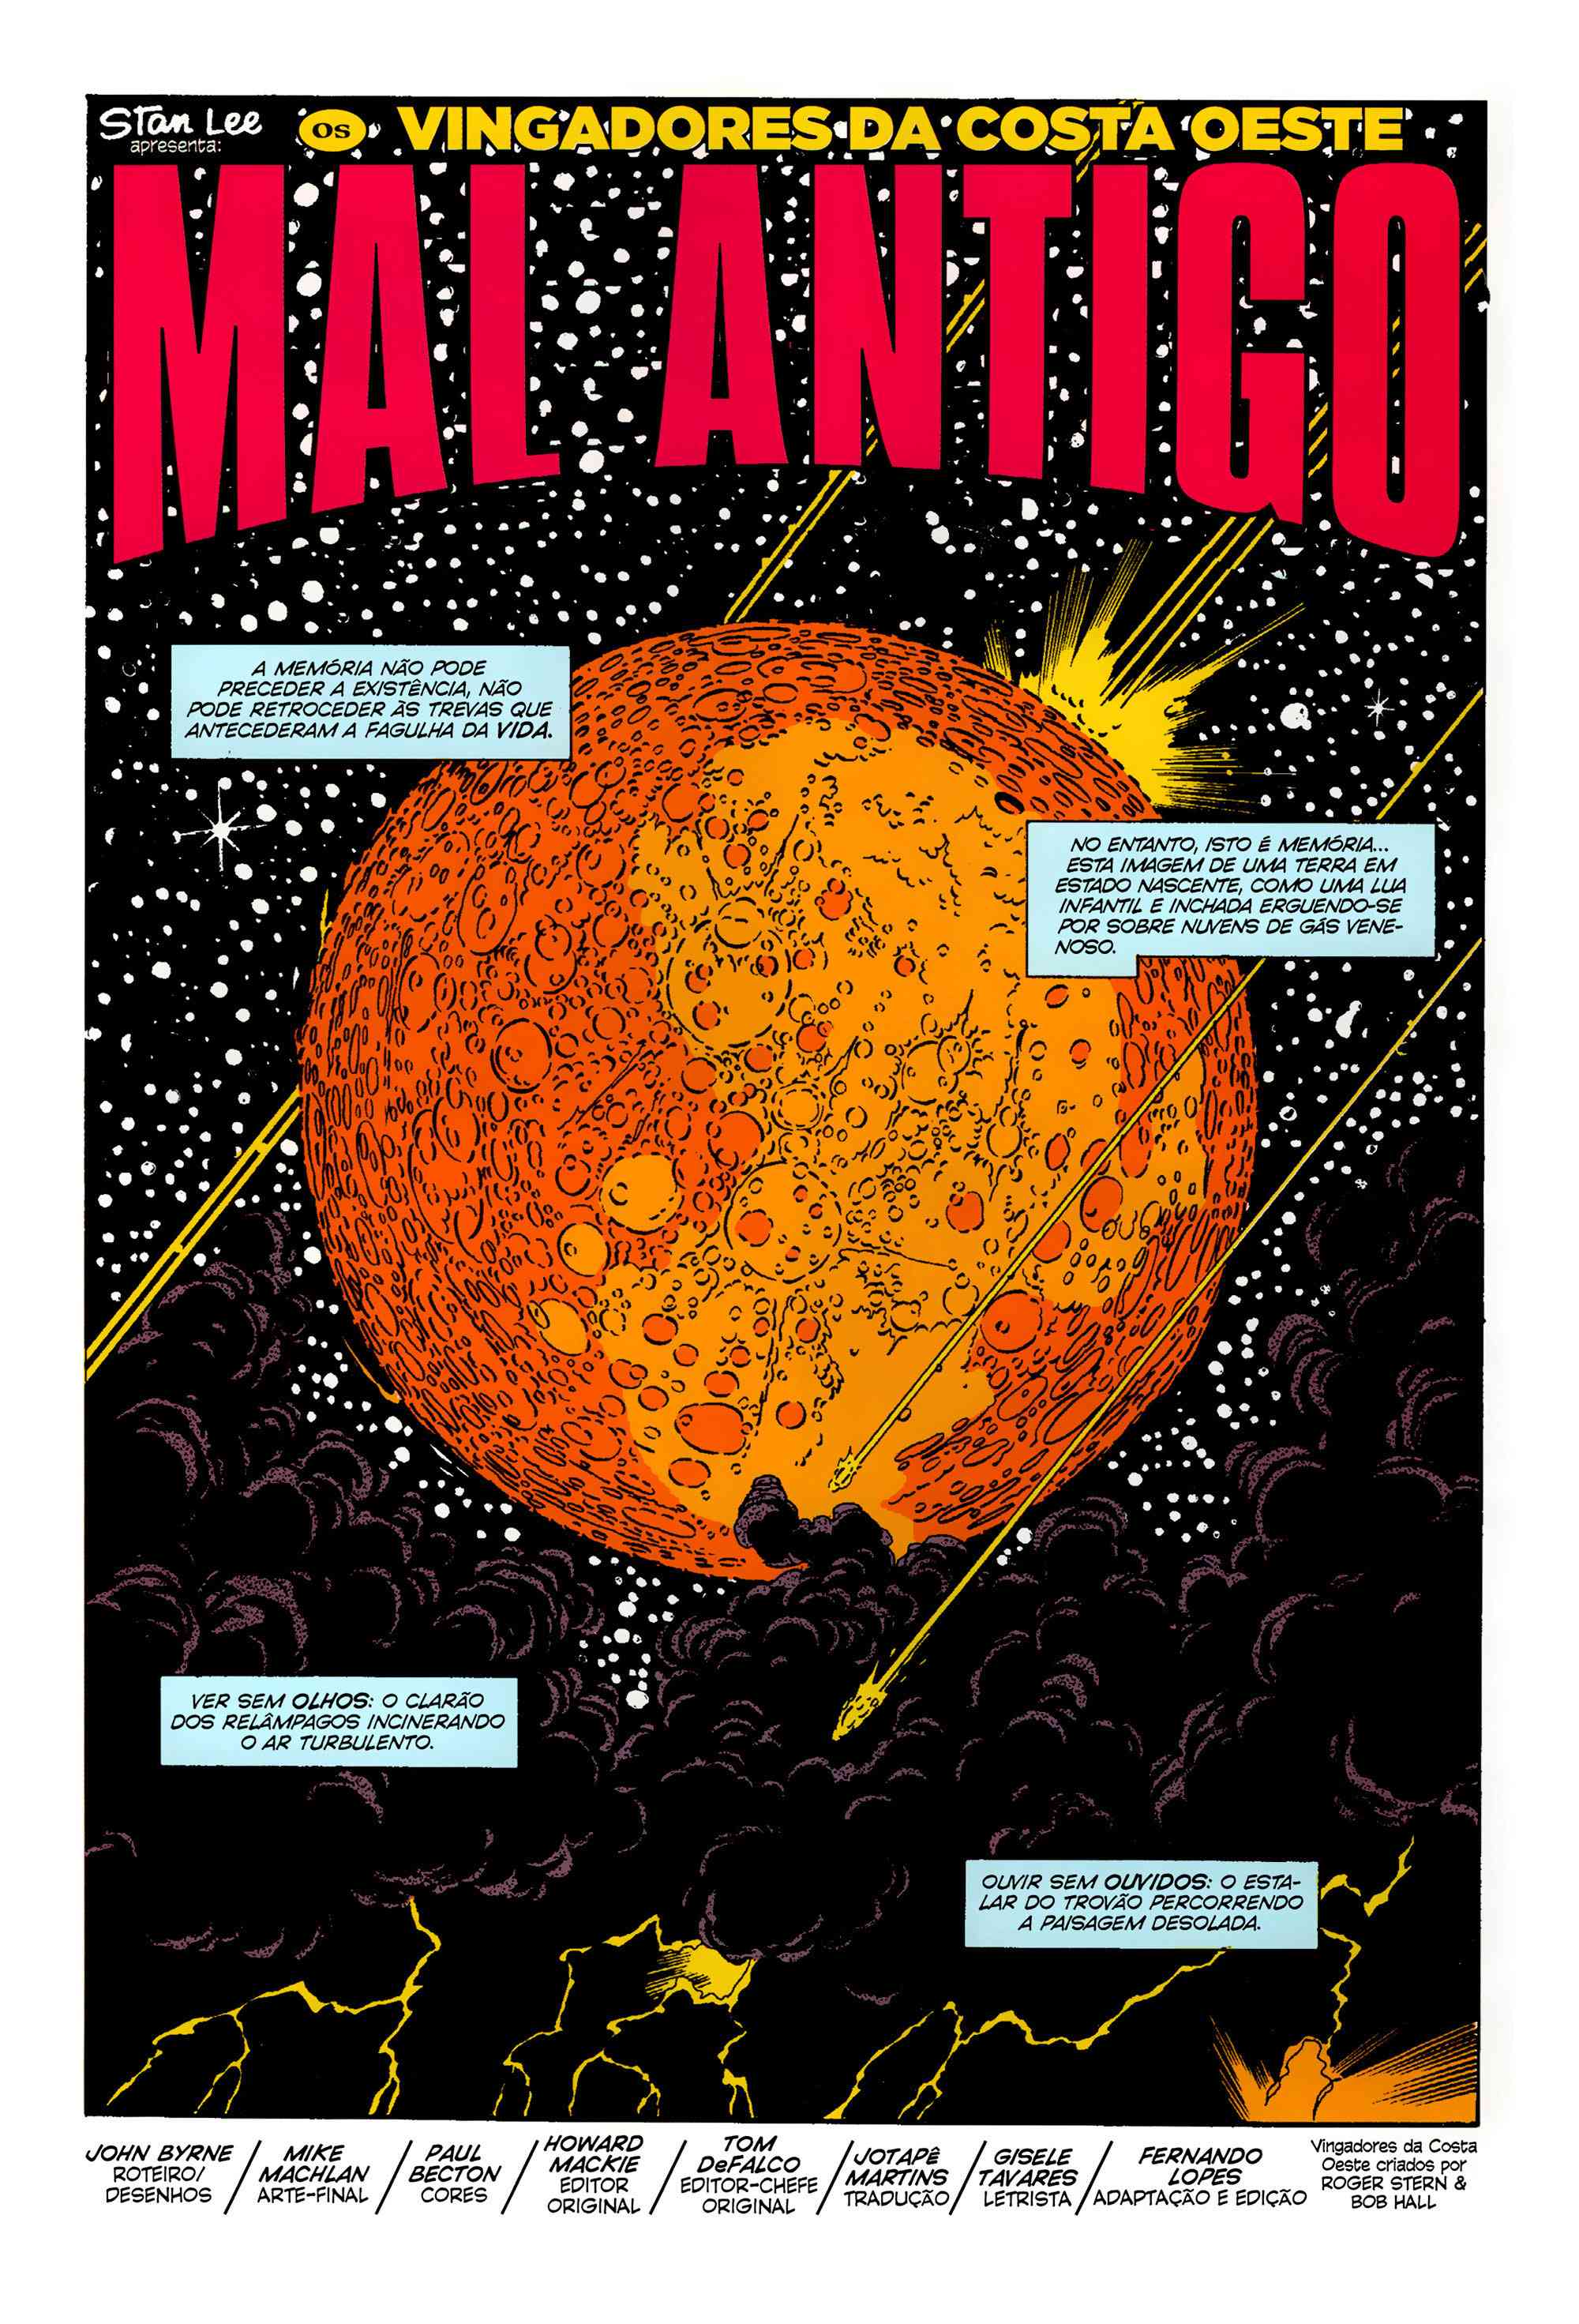 Stan Lee
apresenta:
OS VINGADORES DA COSTA OESTE
MAL ANTIGO
A MEMÓRIA NÃO PODE
PRECEDER A EXISTÊNCIA, NÃO
PODE RETROCEDER ÀS TREVAS QUE
ANTECEDERAM A FAGULHA DA VIDA.
NO ENTANTO, ISTO É MEMÓRIA...
ESTA IMAGEM DE UMA TERRA EM
ESTADO NASCENTE, COMO UMA LUA
INFANTIL E INCHADA ERGUENDO-SE
POR SOBRE NUVENS DE GÁS VENE-
NOSO.
VER SEM OLHOS: O CLARÃO
DOS RELÂMPAGOS INCINERANDO
O AR TURBULENTO.
OUVIR SEM OUVIDOS: O ESTA-
LAR DO TROVÃO PERCORRENDO
A PAISAGEM DESOLADA.
JOHN BYRNE
ROTEIRO/
DESENHOS
MIKE
MACHLAN
ARTE-FINAL
PAUL
BECTON
CORES
HOWARD
MACKIE
EDITOR
ORIGINAL
TOM
DeFALCO
EDITOR-CHEFE
ORIGINAL
JOTAPÊ
MARTINS
TRADUÇÃO
GISELE
TAVARES
LETRISTA
FERNANDO
LOPES
ADAPTAÇÃO E EDIÇÃO
Vingadores da Costa
Oeste criados por
ROGER STERN &
BOB HALL